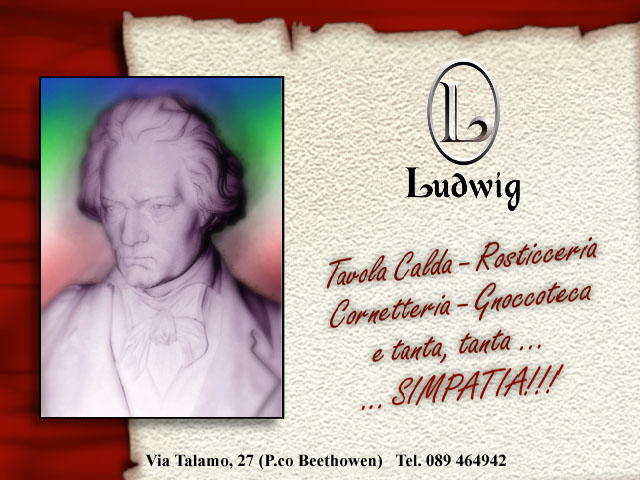 L
Ludwig
Tavola Calda - Rosticceria
Cornetteria - Gnoccoteca
e tanta, tanta ...
... SIMPATIA!!!
Via Talamo, 27 (P.co Beethowen) Tel. 089 464942